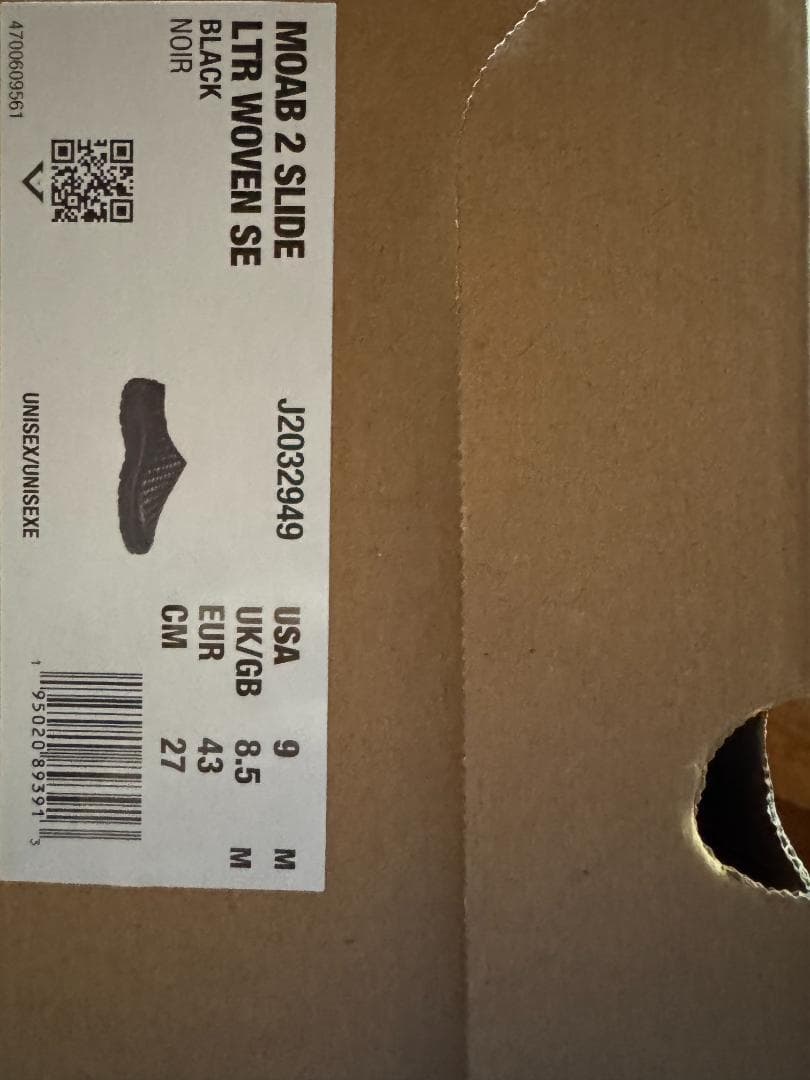 MOAB 2 SLIDE
LTR WOVEN SE
BLACK
NOIR
4700609561
J2032949
UNISEX/UNISEXE
USA 9 M
UK/GB 8.5 M
EUR 43
CM 27
1 95020 89391 3